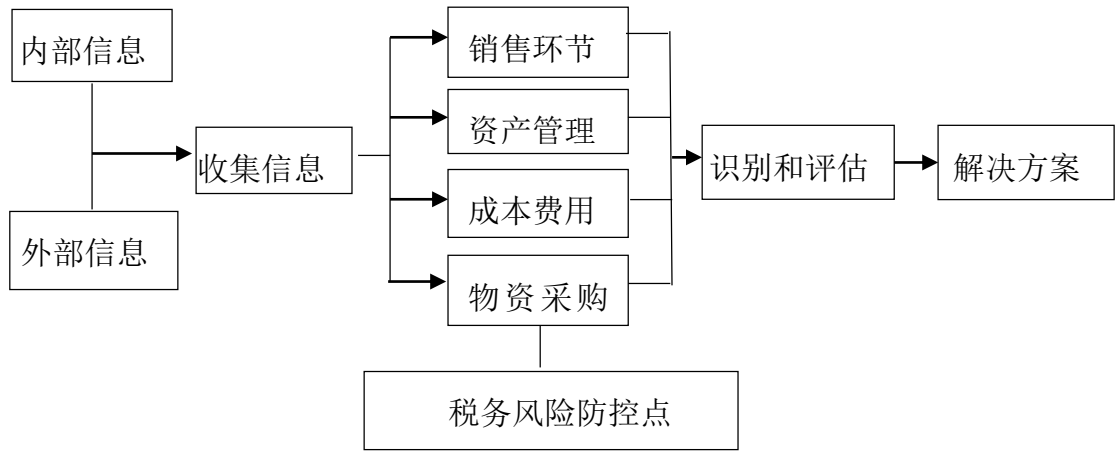 内部信息
外部信息
收集信息
销售环节
资产管理
成本费用
物资采购
识别和评估
解决方案
税务风险防控点